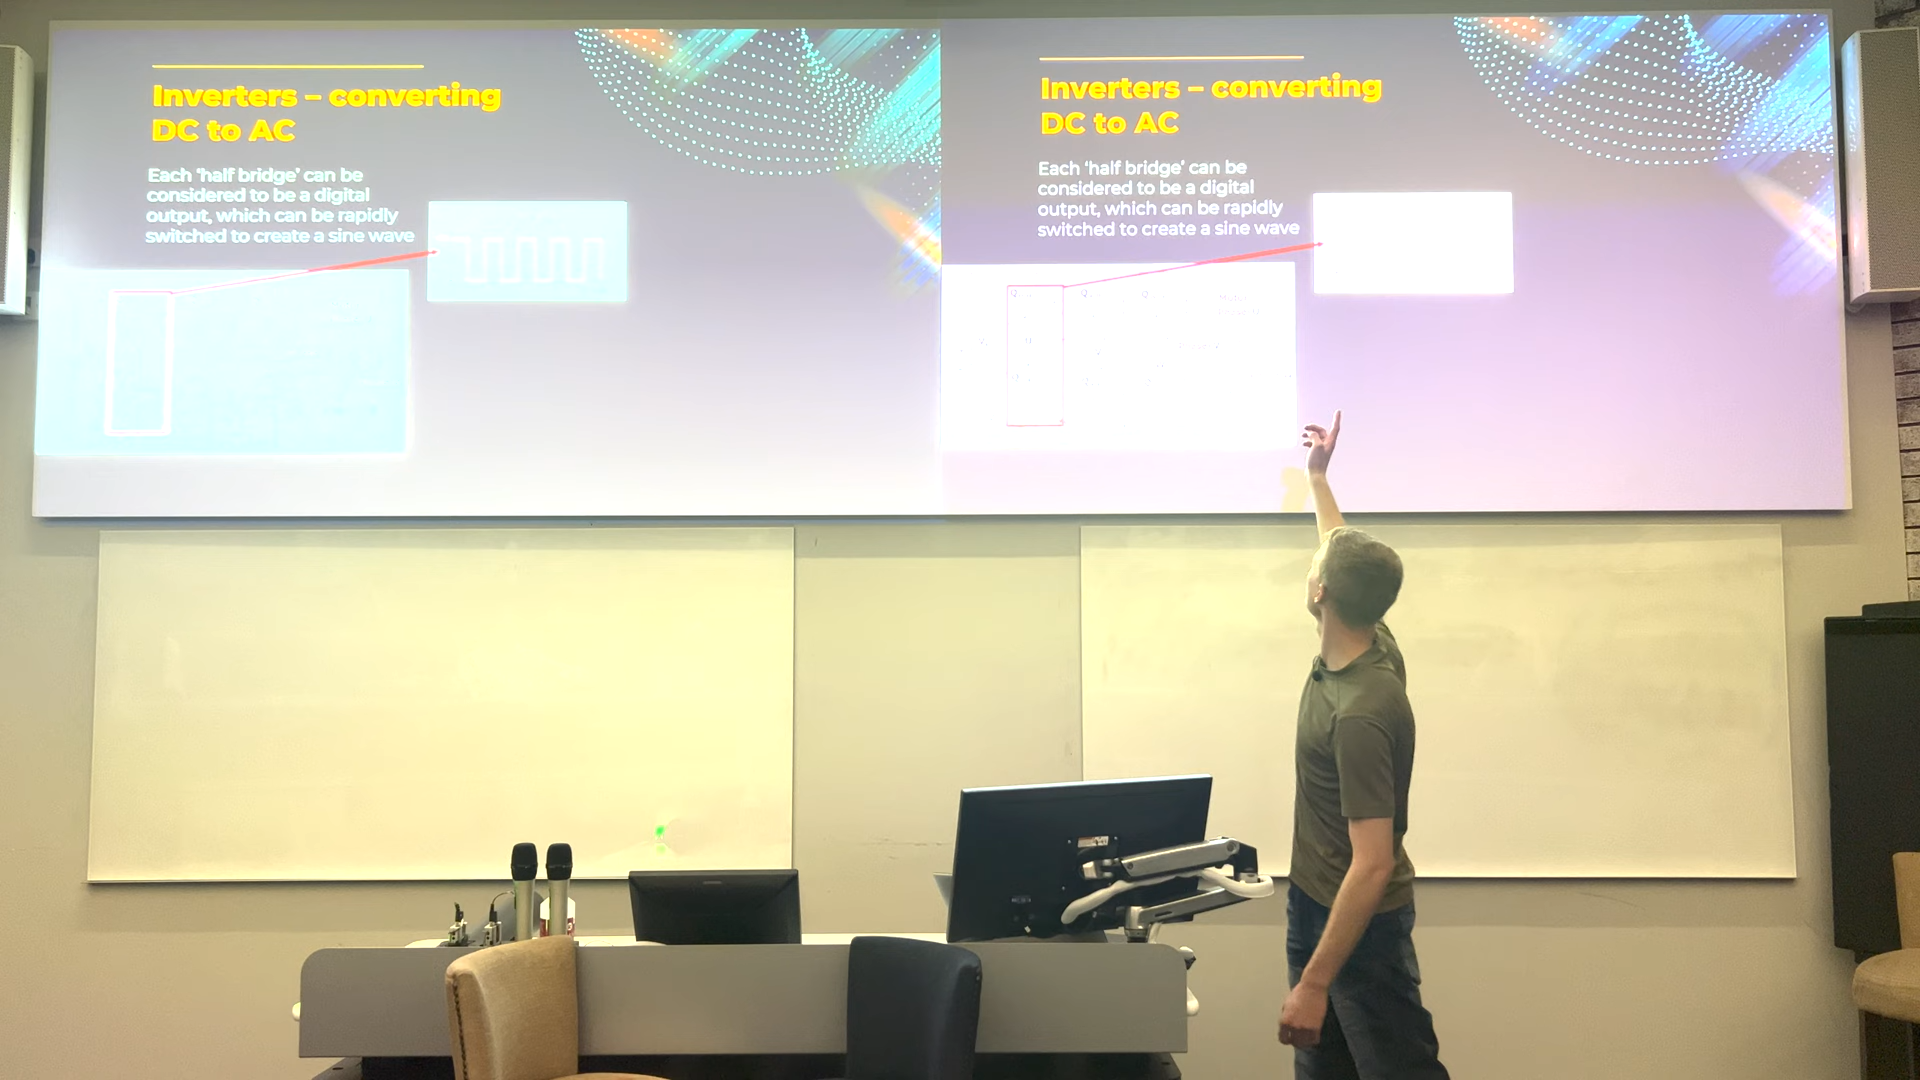 Inverters – converting
DC to AC
Each ‘half bridge’ can be
considered to be a digital
output, which can be rapidly
switched to create a sine wave
Inverters – converting
DC to AC
Each ‘half bridge’ can be
considered to be a digital
output, which can be rapidly
switched to create a sine wave